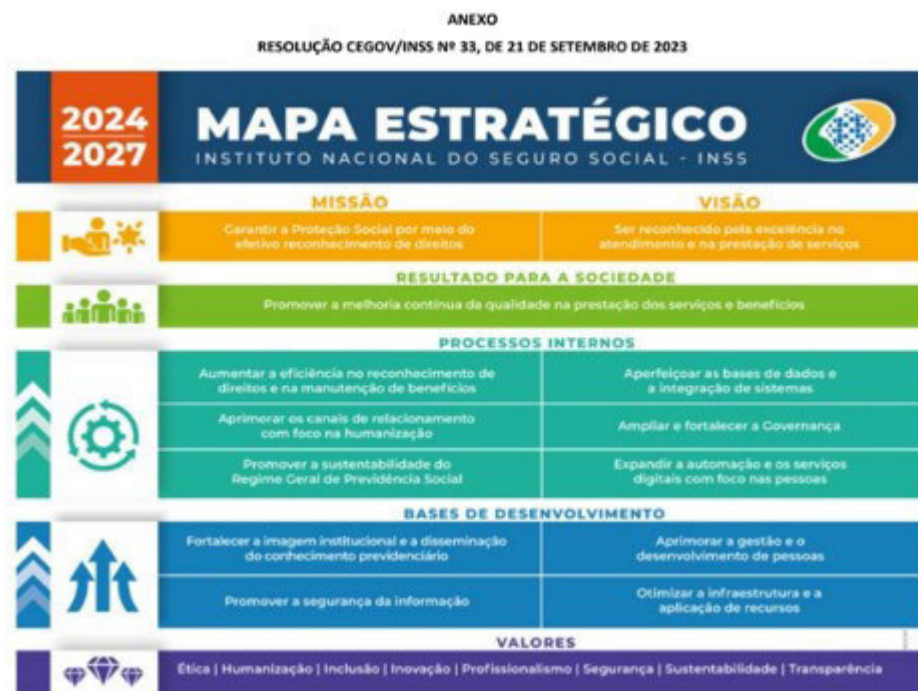 ANEXO
RESOLUÇÃO CEGOV/INSS Nº 33, DE 21 DE SETEMBRO DE 2023
2024
2027
MAPA ESTRATÉGICO
INSTITUTO NACIONAL DO SEGURO SOCIAL - INSS
MISSÃO
Garantir a Proteção Social por meio do
efetivo reconhecimento de direitos
VISÃO
Ser reconhecido pela excelência no
atendimento e na prestação de serviços
RESULTADO PARA A SOCIEDADE
Promover a melhoria contínua da qualidade na prestação dos serviços e benefícios
PROCESSOS INTERNOS
Aumentar a eficiência no reconhecimento de
direitos e na manutenção de benefícios
Aperfeiçoar as bases de dados e
a integração de sistemas
Aprimorar os canais de relacionamento
com foco na humanização
Ampliar e fortalecer a Governança
Promover a sustentabilidade do
Regime Geral de Previdência Social
Expandir a automação e os serviços
digitais com foco nas pessoas
BASES DE DESENVOLVIMENTO
Fortalecer a imagem institucional e a disseminação
do conhecimento previdenciário
Aprimorar a gestão e o
desenvolvimento de pessoas
Promover a segurança da informação
Otimizar a infraestrutura e a
aplicação de recursos
VALORES
Ética | Humanização | Inclusão | Inovação | Profissionalismo | Segurança | Sustentabilidade | Transparência